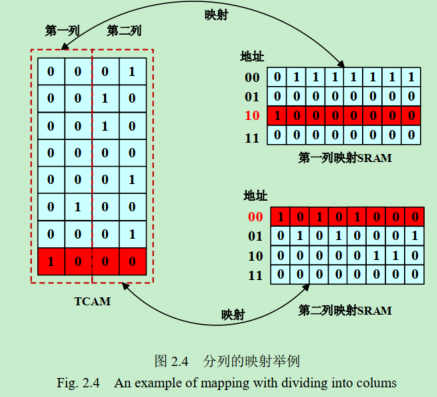 映射
第一列 第二列
地址
0 0 0 1
0 0 1 0
0 0 1 0
0 0 0 0
0 0 0 1
0 1 0 0
0 0 0 1
1 0 0 0
TCAM
00 0 1 1 1 1 1 1 1
01 0 0 0 0 0 0 0 0
10 1 0 0 0 0 0 0 0
11 0 0 0 0 0 0 0 0
第一列映射SRAM
地址
00 1 0 1 0 1 0 0 0
01 0 1 0 1 0 0 0 1
10 0 0 0 0 0 1 1 0
11 0 0 0 0 0 0 0 0
第二列映射SRAM
映射
图 2.4 分列的映射举例
Fig. 2.4 An example of mapping with dividing into colums